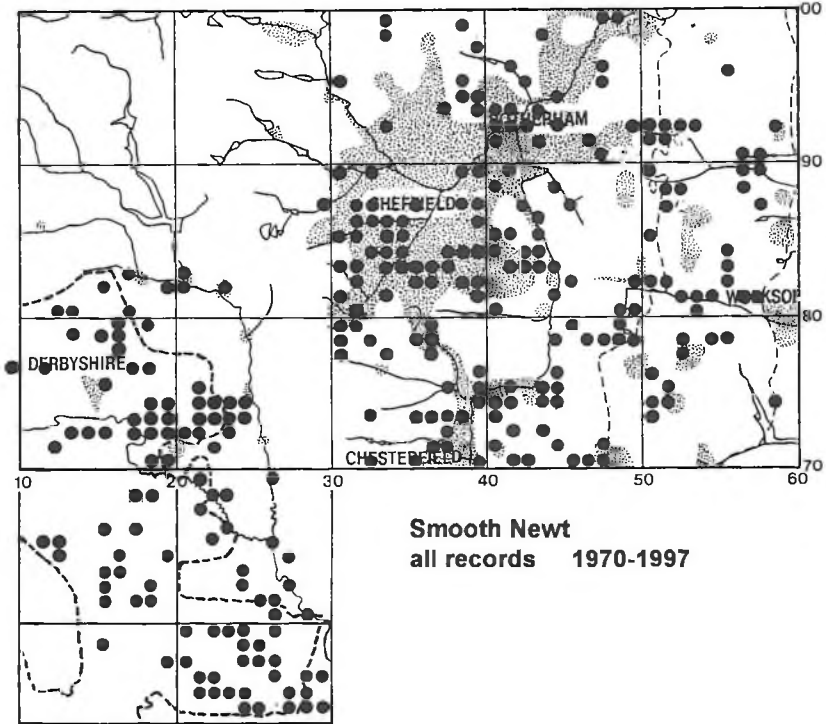 00
ROTHERHAM
90
SHEFFIELD
WORKSOP
80
DERBYSHIRE
CHESTERFIELD
70
10 20 30 40 50 60
Smooth Newt
all records 1970-1997